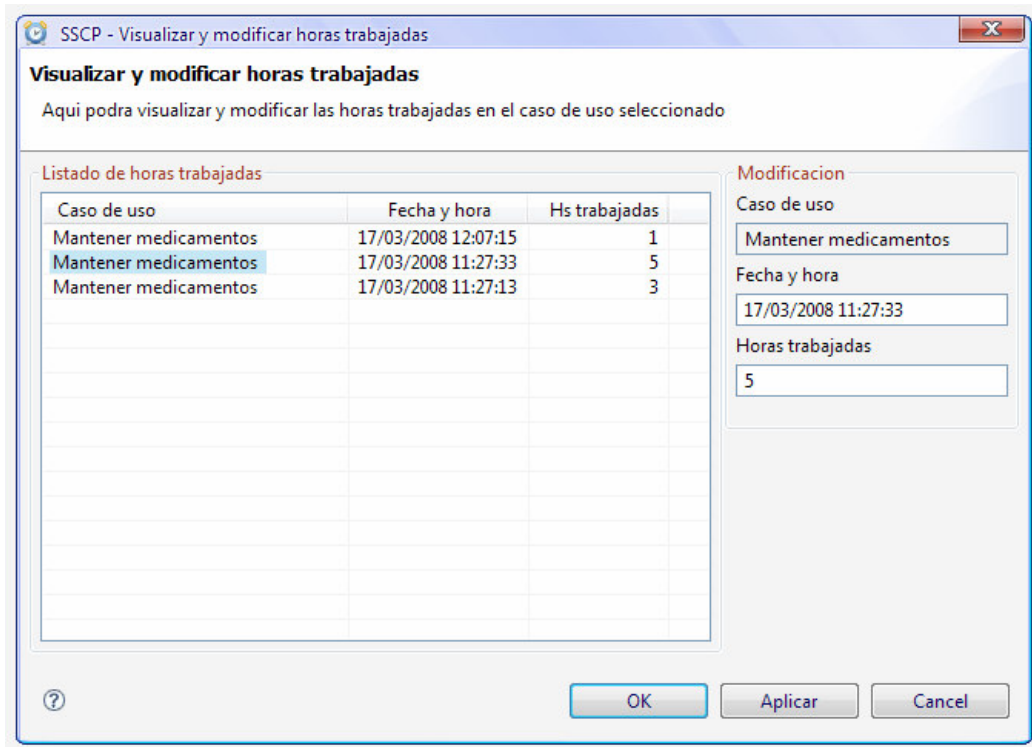 SSCP - Visualizar y modificar horas trabajadas
Visualizar y modificar horas trabajadas
Aqui podra visualizar y modificar las horas trabajadas en el caso de uso seleccionado
Listado de horas trabajadas
Caso de uso Fecha y hora Hs trabajadas
Mantener medicamentos 17/03/2008 12:07:15 1
Mantener medicamentos 17/03/2008 11:27:33 5
Mantener medicamentos 17/03/2008 11:27:13 3
Modificacion
Caso de uso
Mantener medicamentos
Fecha y hora
17/03/2008 11:27:33
Horas trabajadas
5
? OK Aplicar Cancel